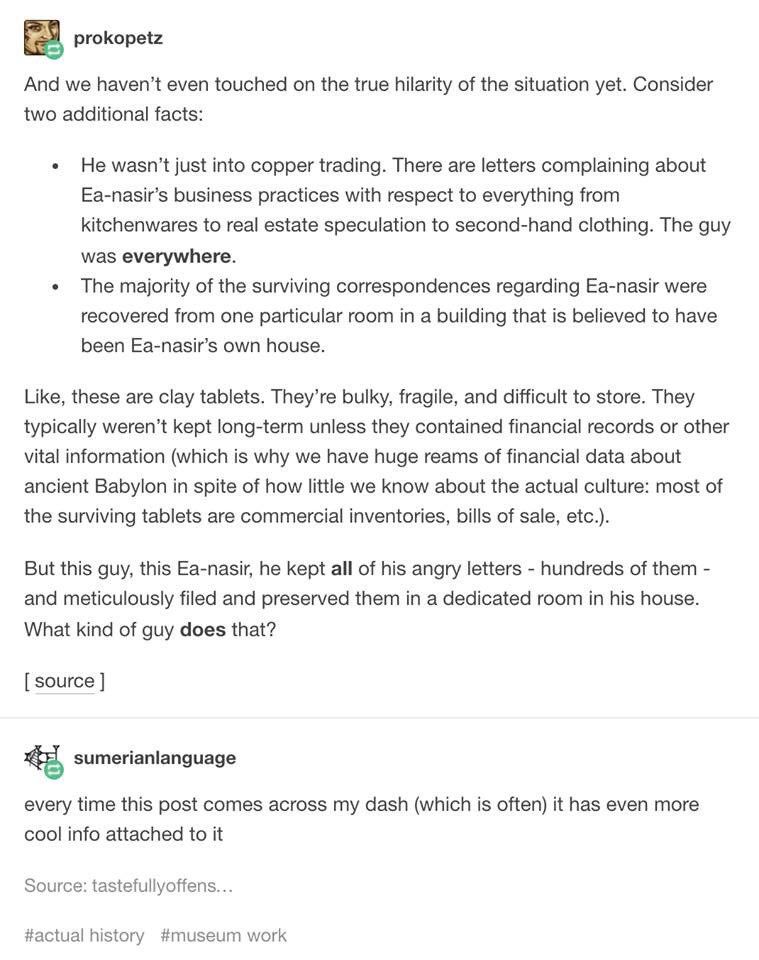 prokopetz
And we haven’t even touched on the true hilarity of the situation yet. Consider
two additional facts:
• He wasn’t just into copper trading. There are letters complaining about
Ea-nasir’s business practices with respect to everything from
kitchenwares to real estate speculation to second-hand clothing. The guy
was everywhere.
• The majority of the surviving correspondences regarding Ea-nasir were
recovered from one particular room in a building that is believed to have
been Ea-nasir’s own house.
Like, these are clay tablets. They’re bulky, fragile, and difficult to store. They
typically weren’t kept long-term unless they contained financial records or other
vital information (which is why we have huge reams of financial data about
ancient Babylon in spite of how little we know about the actual culture: most of
the surviving tablets are commercial inventories, bills of sale, etc.).
But this guy, this Ea-nasir, he kept all of his angry letters - hundreds of them -
and meticulously filed and preserved them in a dedicated room in his house.
What kind of guy does that?
[ source ]
sumerianlanguage
every time this post comes across my dash (which is often) it has even more
cool info attached to it
Source: tastefullyoffens...
#actual history #museum work